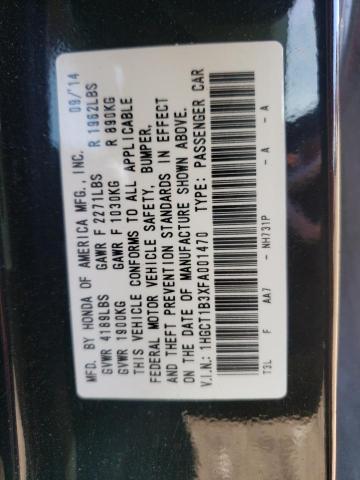 MFD. BY HONDA OF AMERICA MFG., INC. 09/'14
GVWR 4189LBS GAWR F 2271LBS R 1962LBS
GVWR 1900KG GAWR F 1030KG R 890KG
THIS VEHICLE CONFORMS TO ALL APPLICABLE
FEDERAL MOTOR VEHICLE SAFETY, BUMPER,
AND THEFT PREVENTION STANDARDS IN EFFECT
ON THE DATE OF MANUFACTURE SHOWN ABOVE.
V.I.N.: 1HGCT1B3XFA001470 TYPE: PASSENGER CAR
T3L F AA7 - NH731P - A - A